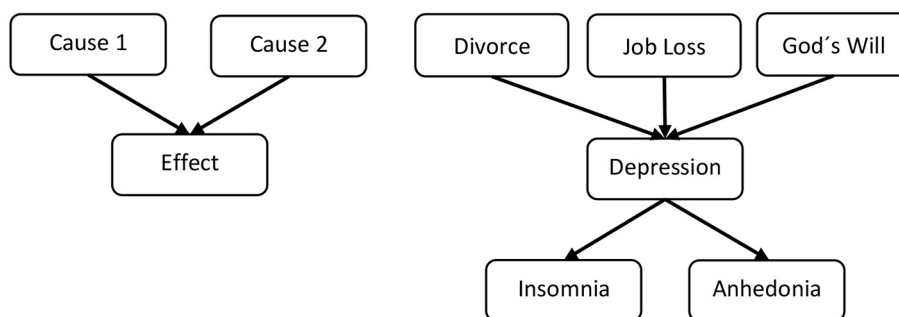 Cause 1
Cause 2
Effect
Divorce
Job Loss
God´s Will
Depression
Insomnia
Anhedonia